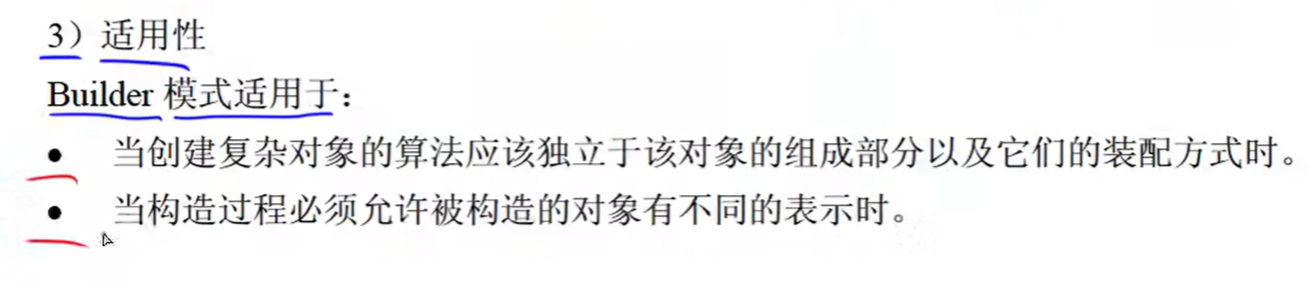 3）适用性
Builder 模式适用于：
● 当创建复杂对象的算法应该独立于该对象的组成部分以及它们的装配方式时。
● 当构造过程必须允许被构造的对象有不同的表示时。